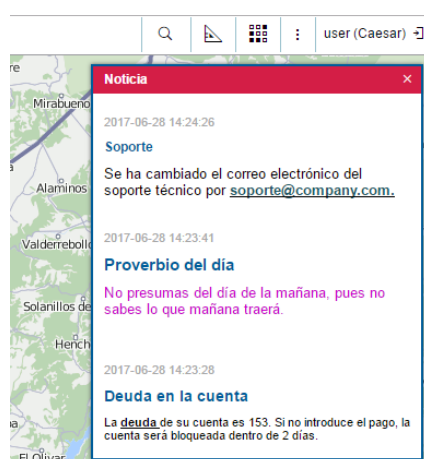 user (Caesar)
re
Noticia ×
Mirabueno
2017-06-28 14:24:26
Soporte
Se ha cambiado el correo electrónico del
soporte técnico por soporte@company.com.
Alaminos
Valderrebollo
2017-06-28 14:23:41
Proverbio del día
No presumas del día de la mañana, pues no
sabes lo que mañana traerá.
Solanillos de
Hench
2017-06-28 14:23:28
Deuda en la cuenta
La deuda de su cuenta es 153. Si no introduce el pago, la
cuenta será bloqueada dentro de 2 días.
El Olivar